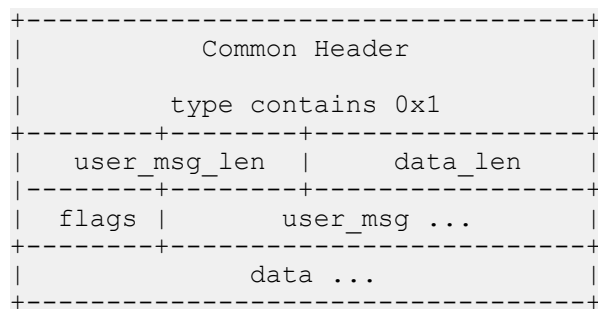 Common Header
type contains 0x1
user_msg_len | data_len
flags | user_msg ...
data ...